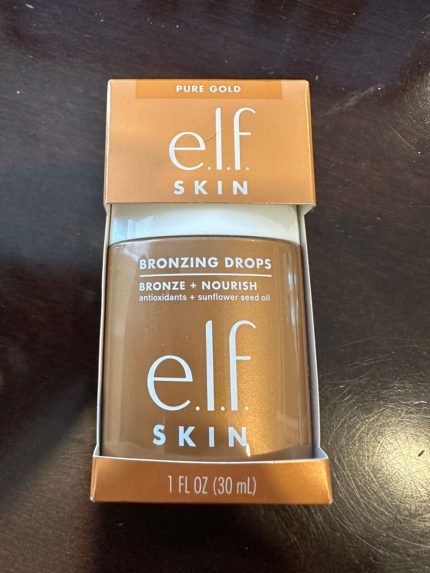 PURE GOLD
e.l.f.
SKIN
BRONZING DROPS
BRONZE + NOURISH
antioxidants + sunflower seed oil
e.l.f.
SKIN
1 FL OZ (30 mL)